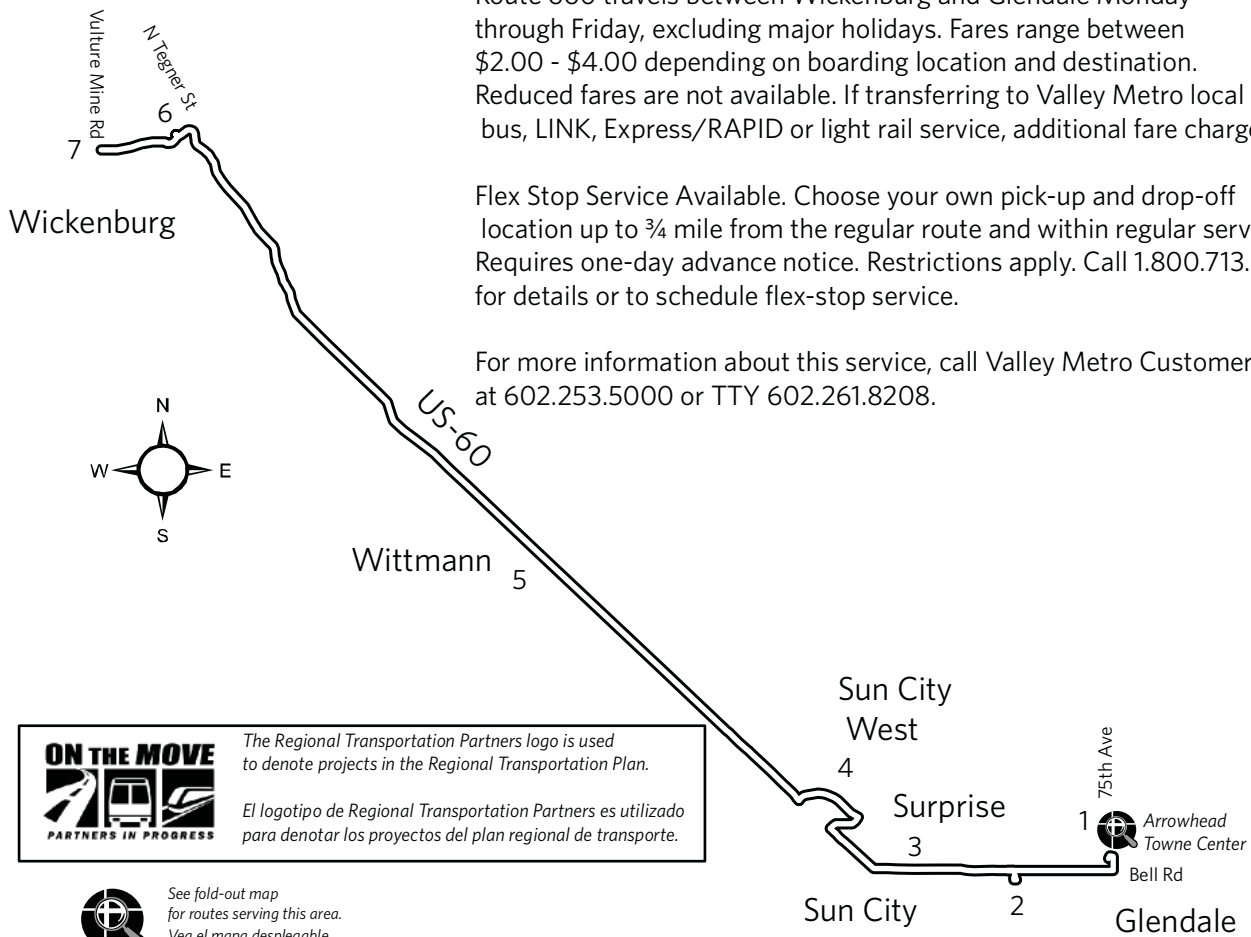 through Friday, excluding major holidays. Fares range between
$2.00 - $4.00 depending on boarding location and destination.
Reduced fares are not available. If transferring to Valley Metro local
bus, LINK, Express/RAPID or light rail service, additional fare
Flex Stop Service Available. Choose your own pick-up and drop-off
location up to ¾ mile from the regular route and within regular
Requires one-day advance notice. Restrictions apply. Call 1.800.713.
for details or to schedule flex-stop service.
For more information about this service, call Valley Metro Customer
at 602.253.5000 or TTY 602.261.8208.
Vulture Mine Rd
N Tegner St
6
7
Wickenburg
N
W
E
S
US-60
Wittmann
5
Sun City
West
4
Surprise
3
75th Ave
1
Arrowhead
Towne Center
Bell Rd
Sun City
2
Glendale
ON THE MOVE
PARTNERS IN PROGRESS
The Regional Transportation Partners logo is used
to denote projects in the Regional Transportation Plan.
El logotipo de Regional Transportation Partners es utilizado
para denotar los proyectos del plan regional de transporte.
See fold-out map
for routes serving this area.